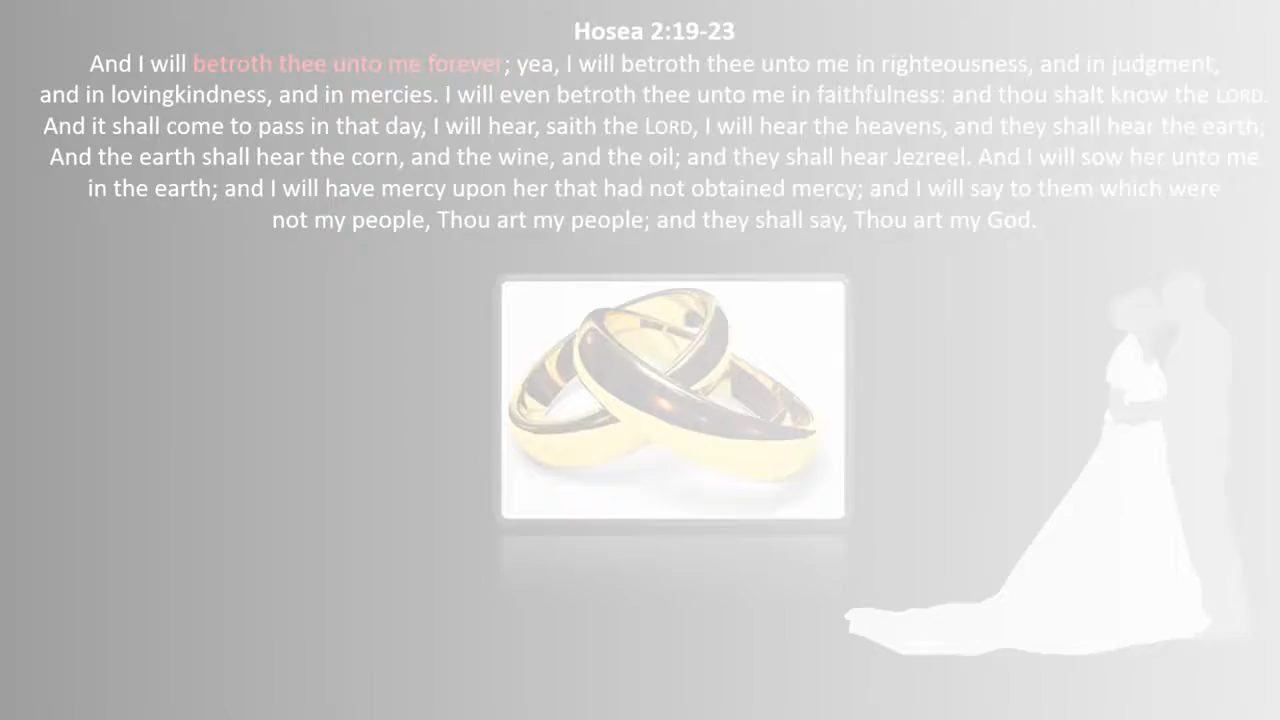 Hosea 2:19-23
And I will betroth thee unto me forever; yea, I will betroth thee unto me in righteousness, and in judgment,
and in lovingkindness, and in mercies. I will even betroth thee unto me in faithfulness: and thou shalt know the LORD.
And it shall come to pass in that day, I will hear, saith the LORD, I will hear the heavens, and they shall hear the earth;
And the earth shall hear the corn, and the wine, and the oil; and they shall hear Jezreel. And I will sow her unto me
in the earth; and I will have mercy upon her that had not obtained mercy; and I will say to them which were
not my people, Thou art my people; and they shall say, Thou art my God.